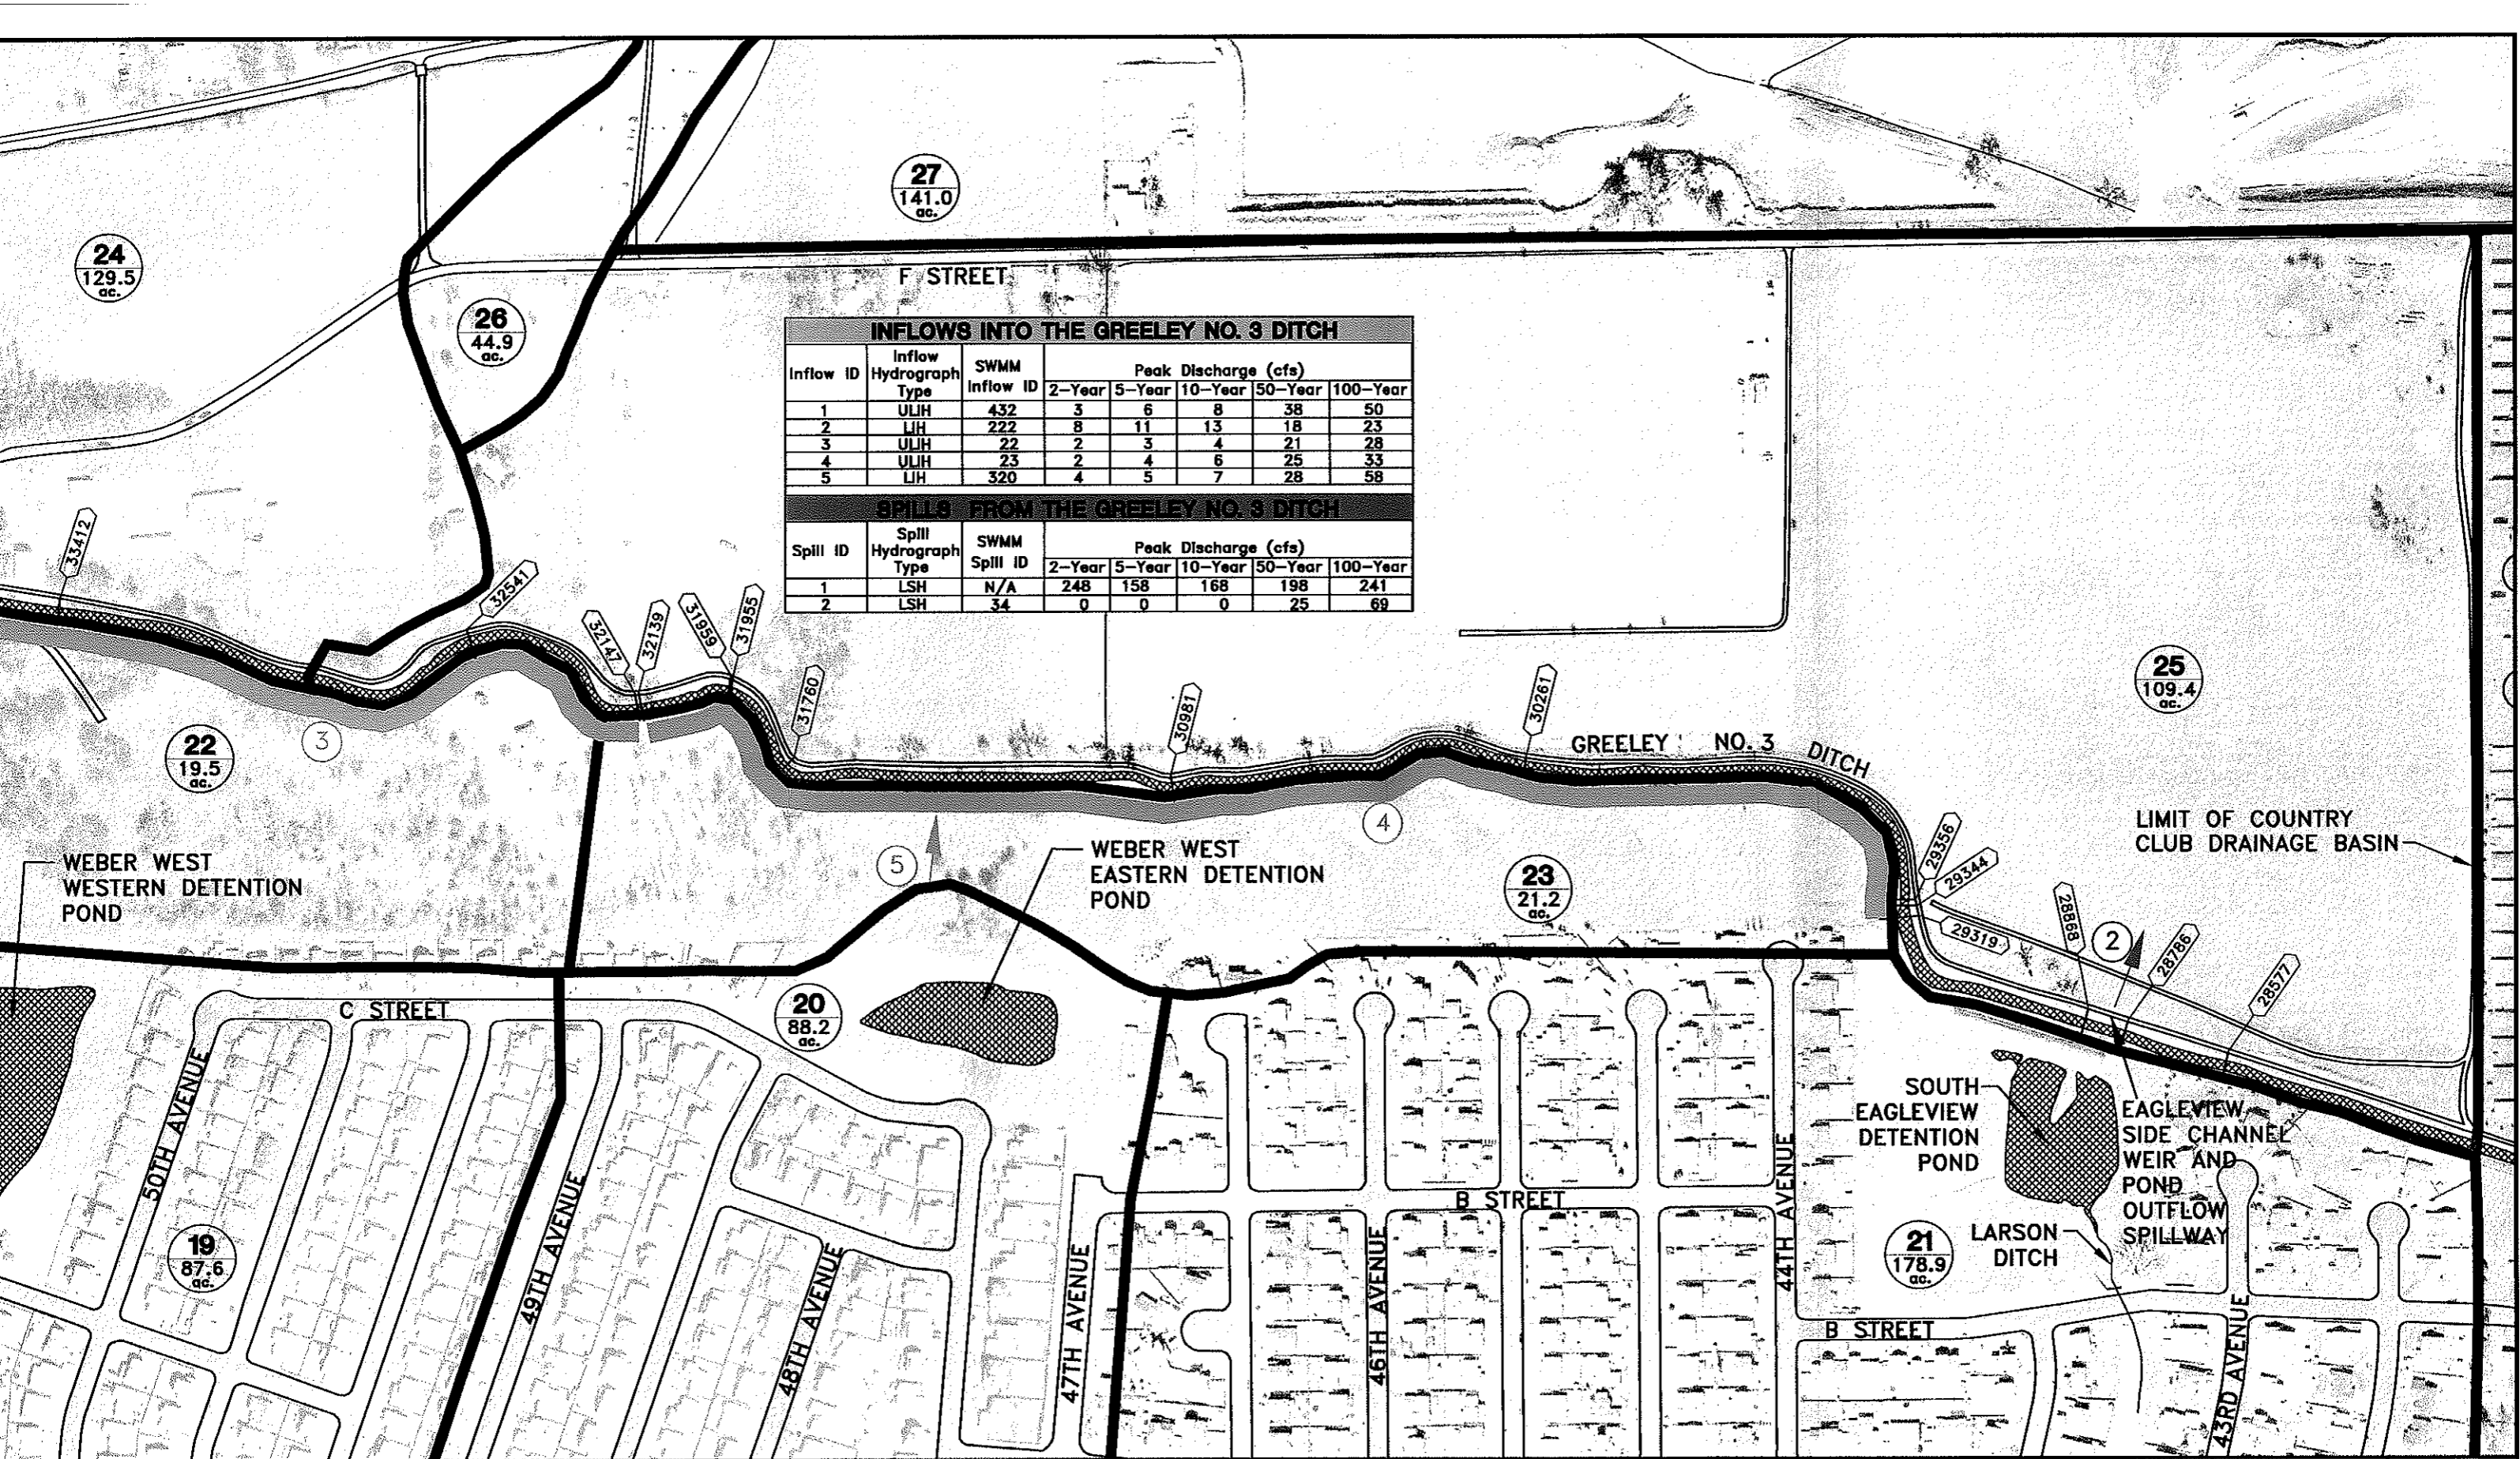 27
141.0
ac.
24
129.5
ac.
F STREET
26
44.9
ac.
INFLOWS INTO THE GREELEY NO. 3 DITCH
Inflow ID Inflow Hydrograph Type SWMM Inflow ID Peak Discharge (cfs)
2-Year 5-Year 10-Year 50-Year 100-Year
1 ULIH 432 3 6 8 38 50
2 LIH 222 8 11 13 18 23
3 ULIH 22 2 3 4 21 28
4 ULIH 23 2 4 6 25 33
5 LIH 320 4 5 7 28 58
SPILLS FROM THE GREELEY NO. 3 DITCH
Spill ID Spill Hydrograph Type SWMM Spill ID Peak Discharge (cfs)
2-Year 5-Year 10-Year 50-Year 100-Year
1 LSH N/A 248 158 168 198 241
2 LSH 34 0 0 0 25 69
33412
32541
32147
32139
31959
31955
31760
30981
30261
25
109.4
ac.
22
19.5
ac.
3
GREELEY NO. 3 DITCH
4
5
LIMIT OF COUNTRY
CLUB DRAINAGE BASIN
WEBER WEST
WESTERN DETENTION
POND
WEBER WEST
EASTERN DETENTION
POND
23
21.2
ac.
29356
29344
29319
28868
2
28786
28577
C STREET
20
88.2
ac.
50TH AVENUE
SOUTH
EAGLEVIEW
DETENTION
POND
EAGLEVIEW
SIDE CHANNEL
WEIR AND
POND
OUTFLOW
SPILLWAY
19
87.6
ac.
49TH AVENUE
48TH AVENUE
47TH AVENUE
46TH AVENUE
B STREET
44TH AVENUE
21
178.9
ac.
LARSON
DITCH
B STREET
43RD AVENUE